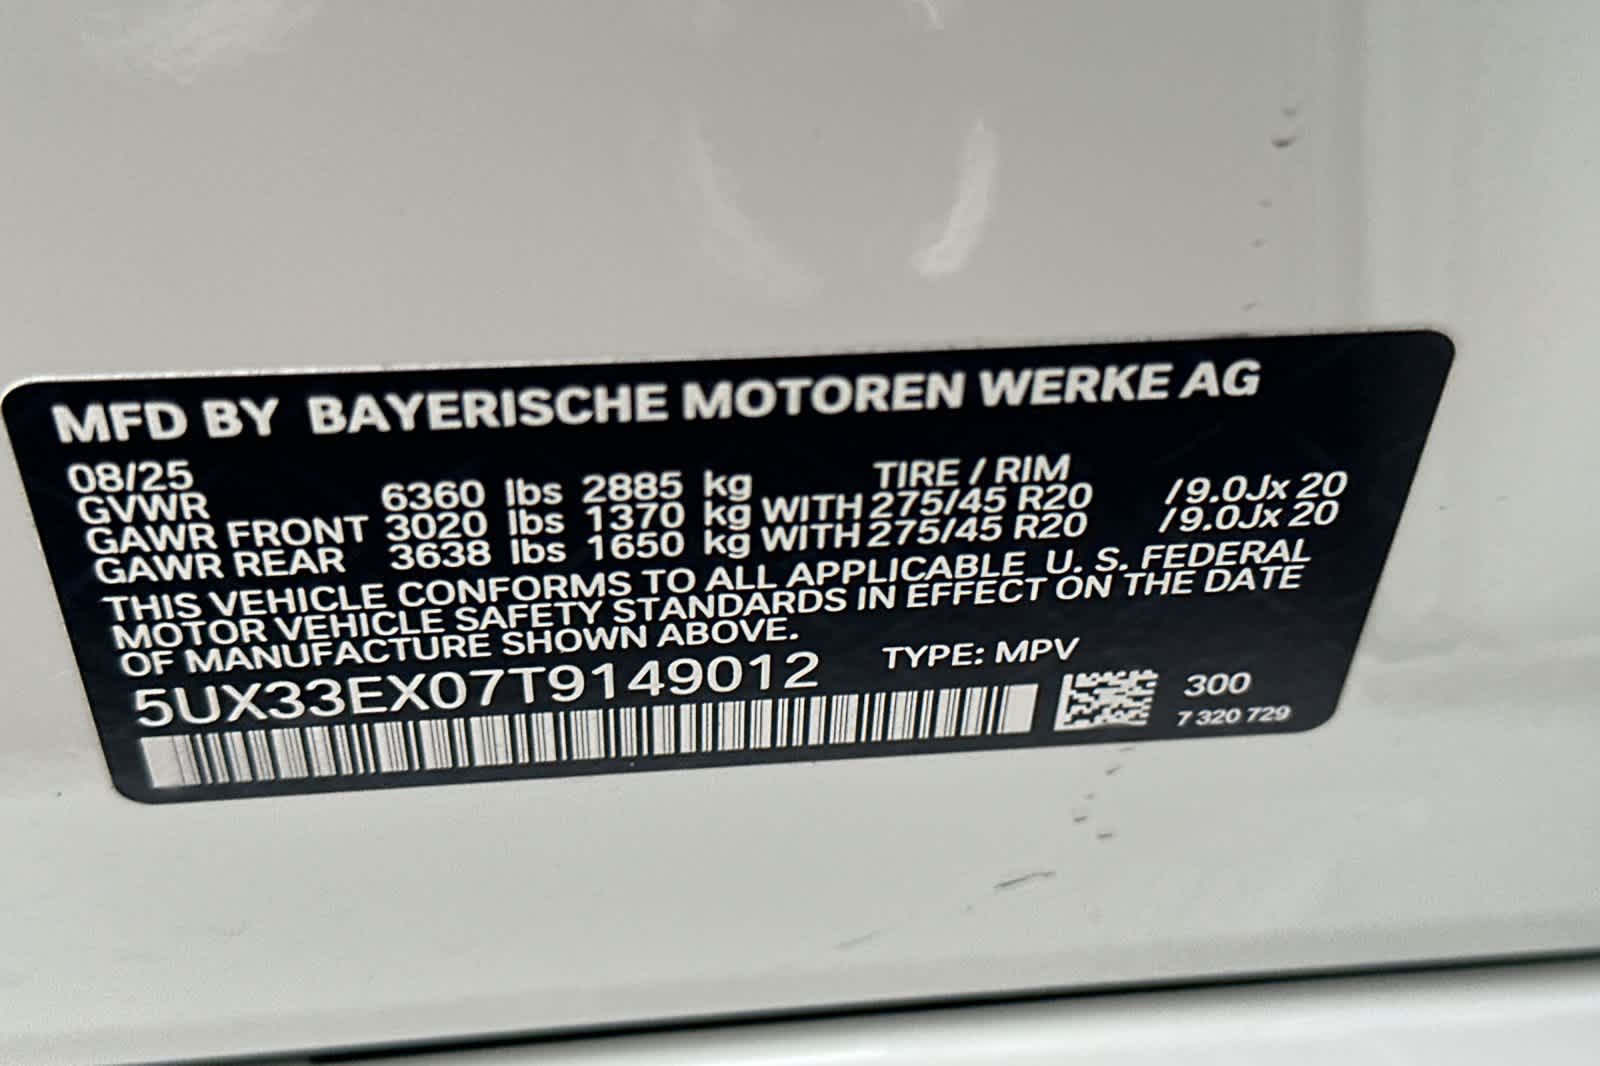 MFD BY BAYERISCHE MOTOREN WERKE AG
08/25 TIRE / RIM
GVWR 6360 lbs 2885 kg
GAWR FRONT 3020 lbs 1370 kg WITH 275/45 R20 / 9.0Jx 20
GAWR REAR 3638 lbs 1650 kg WITH 275/45 R20 / 9.0Jx 20
THIS VEHICLE CONFORMS TO ALL APPLICABLE U. S. FEDERAL
MOTOR VEHICLE SAFETY STANDARDS IN EFFECT ON THE DATE
OF MANUFACTURE SHOWN ABOVE.
5UX33EX07T9149012 TYPE: MPV
300
7 320 729